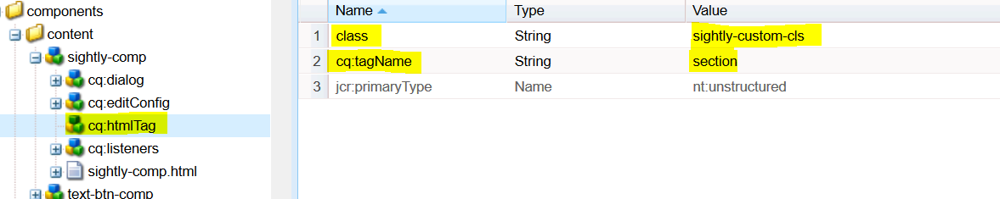 components
content
sightly-comp
cq:dialog
cq:editConfig
cq:htmlTag
cq:listeners
sightly-comp.html
text-btn-comp
Name Type Value
1 class String sightly-custom-cls
2 cq:tagName String section
3 jcr:primaryType Name nt:unstructured